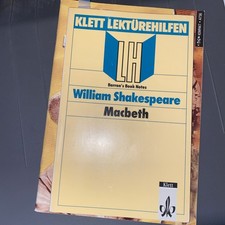 KLETT LEKTÜREHILFEN
LH
Barron's Book Notes
William Shakespeare
Macbeth
Klett